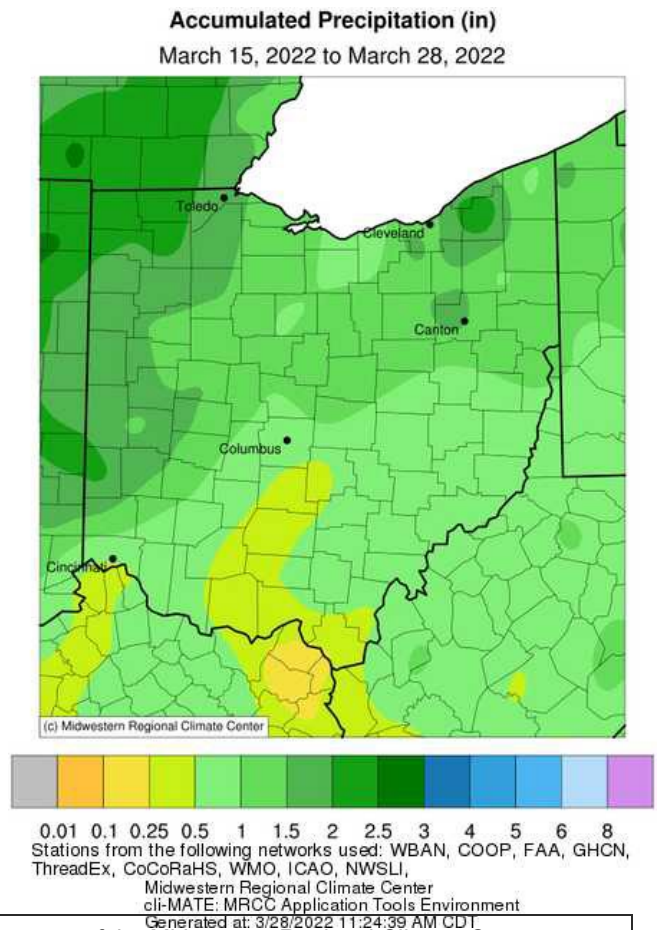 Accumulated Precipitation (in)
March 15, 2022 to March 28, 2022
Toledo
Cleveland
Canton
Columbus
Cincinnati
(c) Midwestern Regional Climate Center
0.01 0.1 0.25 0.5 1 1.5 2 2.5 3 4 5 6 8
Stations from the following networks used: WBAN, COOP, FAA, GHCN,
ThreadEx, CoCoRaHS, WMO, ICAO, NWSLI,
Midwestern Regional Climate Center
cli-MATE: MRCC Application Tools Environment
Generated at: 3/28/2022 11:24:39 AM CDT